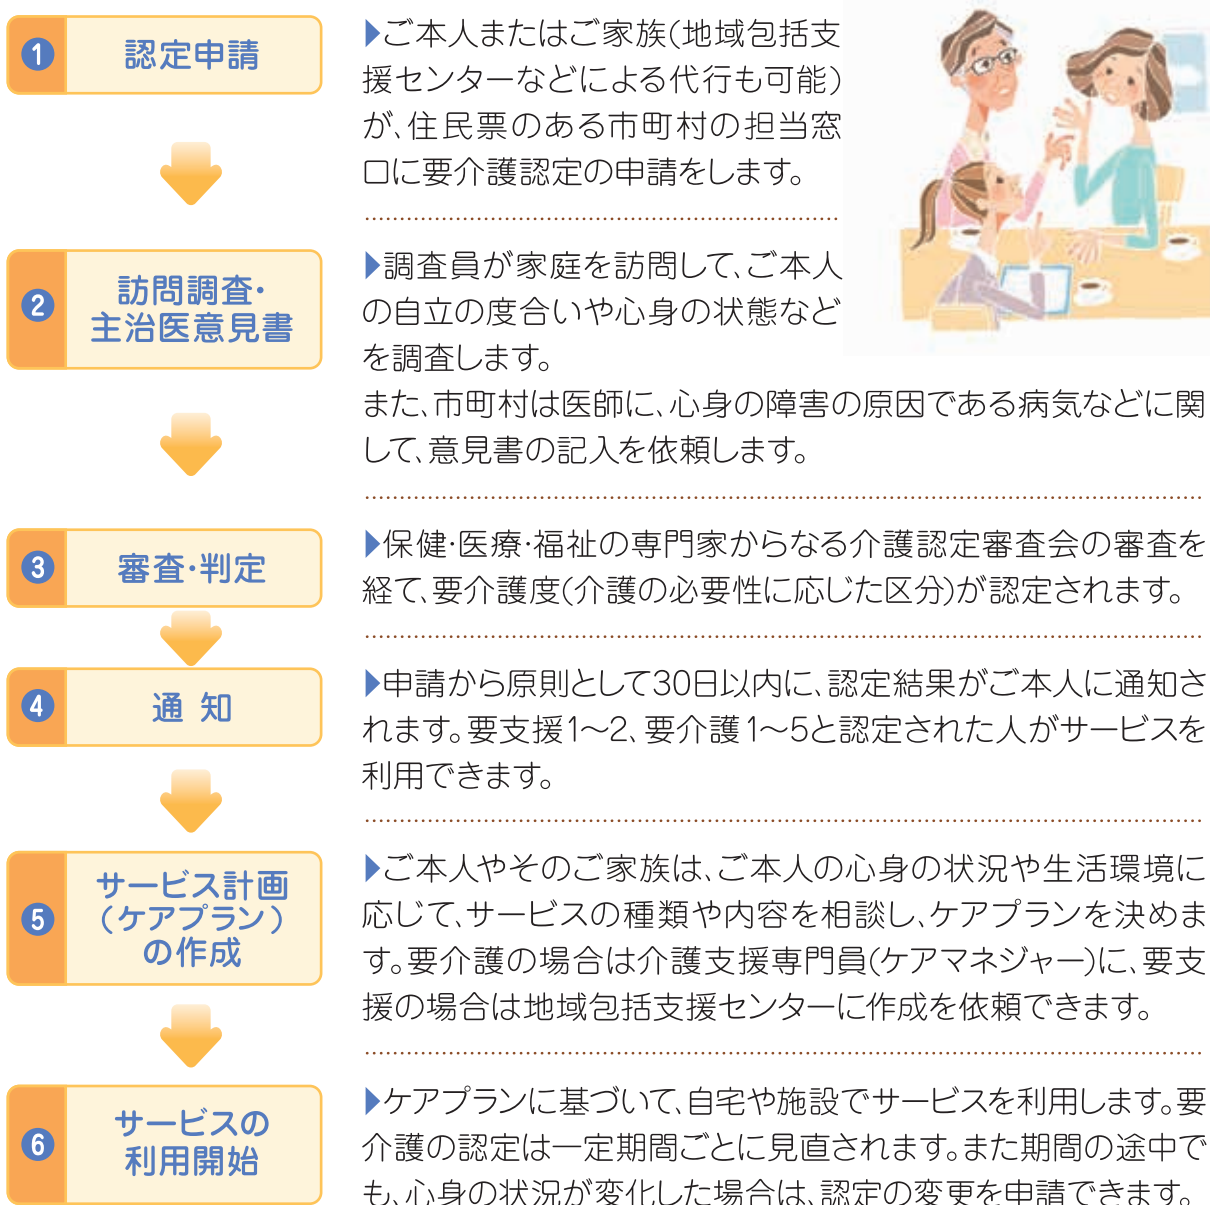 1 認定申請
▶ご本人またはご家族(地域包括支
援センターなどによる代行も可能)
が、住民票のある市町村の担当窓
口に要介護認定の申請をします。
2 訪問調査・
主治医意見書
▶調査員が家庭を訪問して、ご本人
の自立の度合いや心身の状態など
を調査します。
また、市町村は医師に、心身の障害の原因である病気などに関
して、意見書の記入を依頼します。
3 審査・判定
▶保健・医療・福祉の専門家からなる介護認定審査会の審査を
経て、要介護度(介護の必要性に応じた区分)が認定されます。
4 通 知
▶申請から原則として30日以内に、認定結果がご本人に通知さ
れます。要支援1〜2、要介護1〜5と認定された人がサービスを
利用できます。
5 サービス計画
(ケアプラン)
の作成
▶ご本人やそのご家族は、ご本人の心身の状況や生活環境に
応じて、サービスの種類や内容を相談し、ケアプランを決めま
す。要介護の場合は介護支援専門員(ケアマネジャー)に、要支
援の場合は地域包括支援センターに作成を依頼できます。
6 サービスの
利用開始
▶ケアプランに基づいて、自宅や施設でサービスを利用します。要
介護の認定は一定期間ごとに見直されます。また期間の途中で
も、心身の状況が変化した場合は、認定の変更を申請できます。